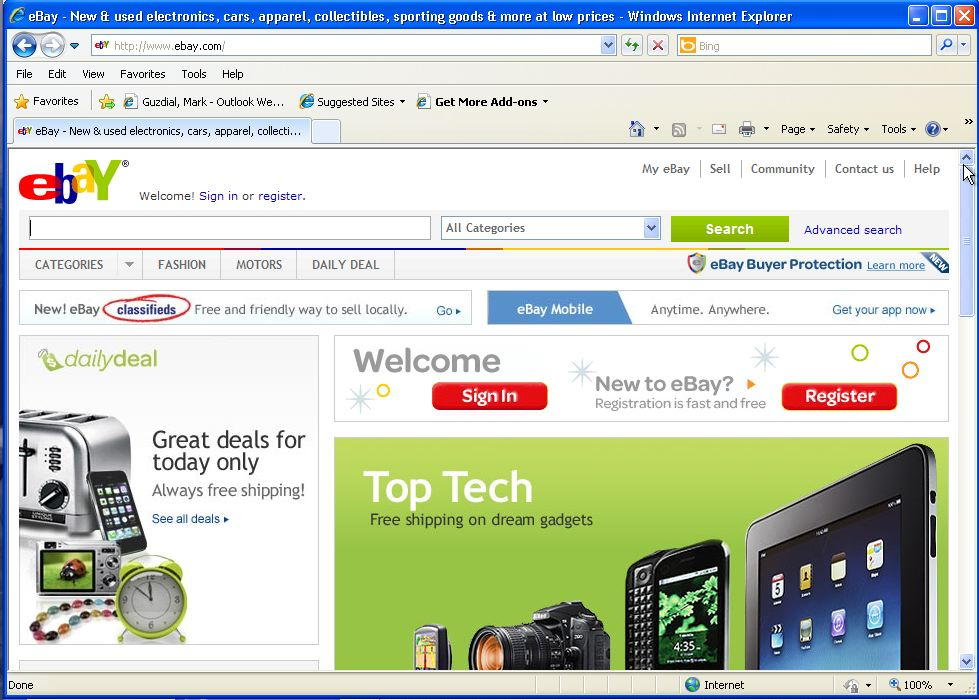 eBay - New & used electronics, cars, apparel, collectibles, sporting goods & more at low prices - Windows Internet Explorer
http://www.ebay.com/
Bing
File Edit View Favorites Tools Help
Favorites Guzdial, Mark - Outlook We... Suggested Sites Get More Add-ons
eBay - New & used electronics, cars, apparel, collecti...
Page Safety Tools
ebaY®
Welcome! Sign in or register.
My eBay Sell Community Contact us Help
All Categories Search Advanced search
CATEGORIES FASHION MOTORS DAILY DEAL
eBay Buyer Protection Learn more NEW
New! eBay classifieds Free and friendly way to sell locally. Go
eBay Mobile Anytime. Anywhere. Get your app now
dailydeal
Great deals for
today only
Always free shipping!
See all deals
Welcome
Sign In
New to eBay?
Registration is fast and free
Register
Top Tech
Free shipping on dream gadgets
4:35
Done Internet 100%